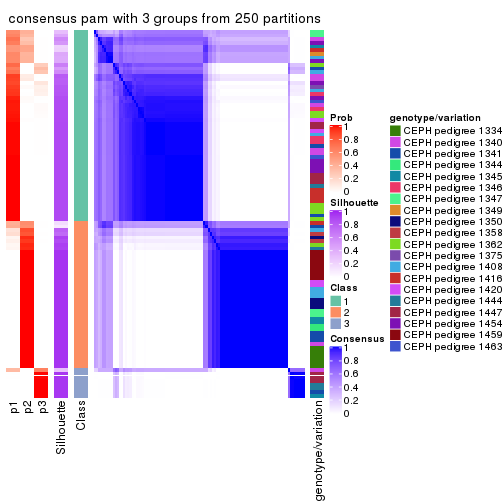 consensus pam with 3 groups from 250 partitions
Prob
1
0.8
0.6
0.4
0.2
0
Silhouette
1
0.8
0.6
0.4
0.2
0
Class
1
2
3
Consensus
1
0.8
0.6
0.4
0.2
0
genotype/variation
CEPH pedigree 1334
CEPH pedigree 1340
CEPH pedigree 1341
CEPH pedigree 1344
CEPH pedigree 1345
CEPH pedigree 1346
CEPH pedigree 1347
CEPH pedigree 1349
CEPH pedigree 1350
CEPH pedigree 1358
CEPH pedigree 1362
CEPH pedigree 1375
CEPH pedigree 1408
CEPH pedigree 1416
CEPH pedigree 1420
CEPH pedigree 1444
CEPH pedigree 1447
CEPH pedigree 1454
CEPH pedigree 1459
CEPH pedigree 1463
p1
p2
p3
Silhouette
Class
genotype/variation